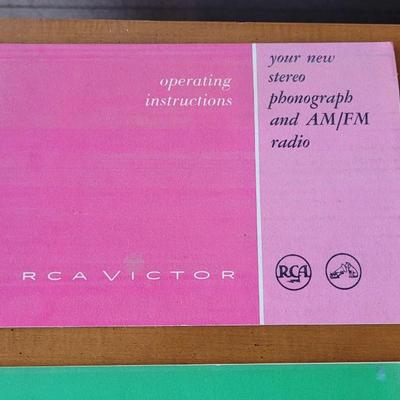 operating
instructions
your new
stereo
phonograph
and AM/FM
radio
RCA VICTOR
RCA